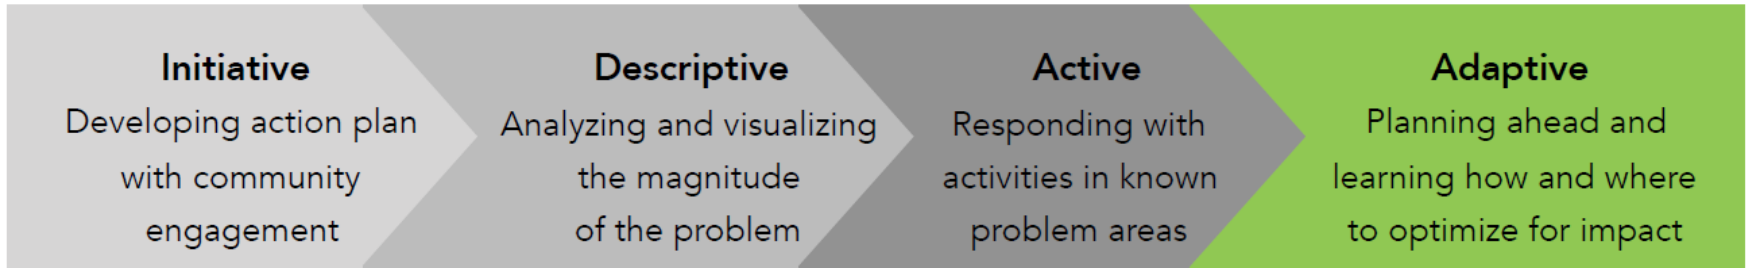 Initiative
Developing action plan
with community
engagement
Descriptive
Analyzing and visualizing
the magnitude
of the problem
Active
Responding with
activities in known
problem areas
Adaptive
Planning ahead and
learning how and where
to optimize for impact